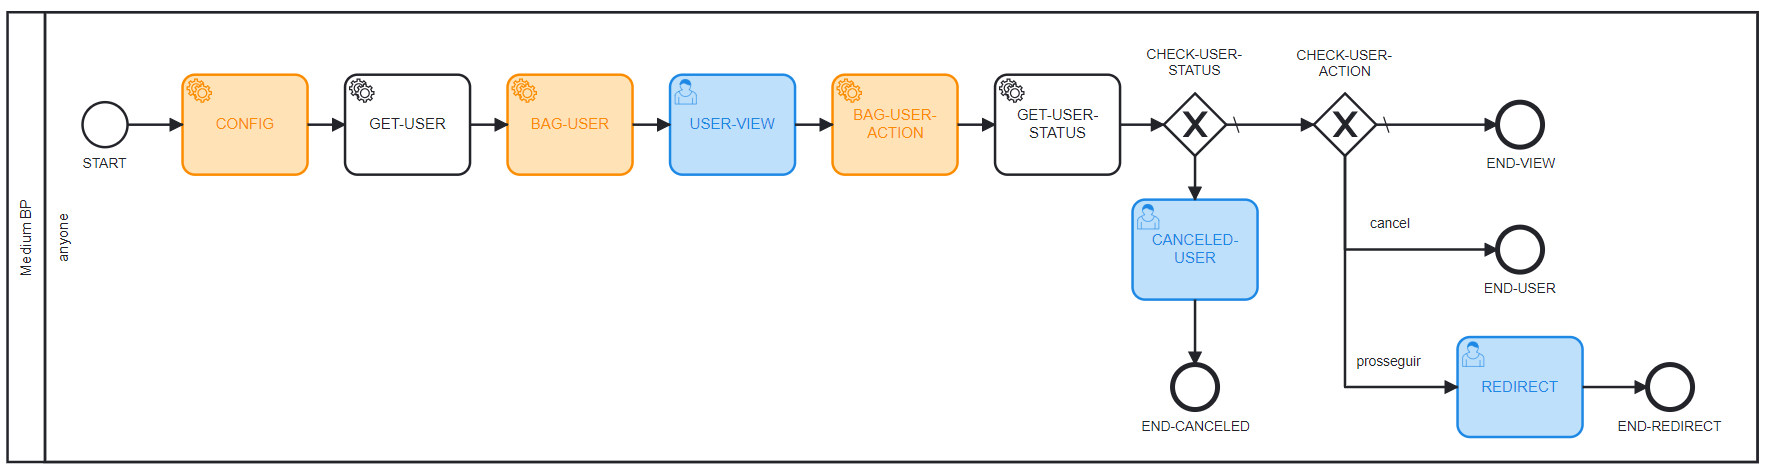 Medium BP
anyone
START
CONFIG
GET-USER
BAG-USER
USER-VIEW
BAG-USER-
ACTION
GET-USER-
STATUS
CHECK-USER-
STATUS
CHECK-USER-
ACTION
END-VIEW
CANCELED-
USER
cancel
END-USER
prosseguir
REDIRECT
END-CANCELED
END-REDIRECT